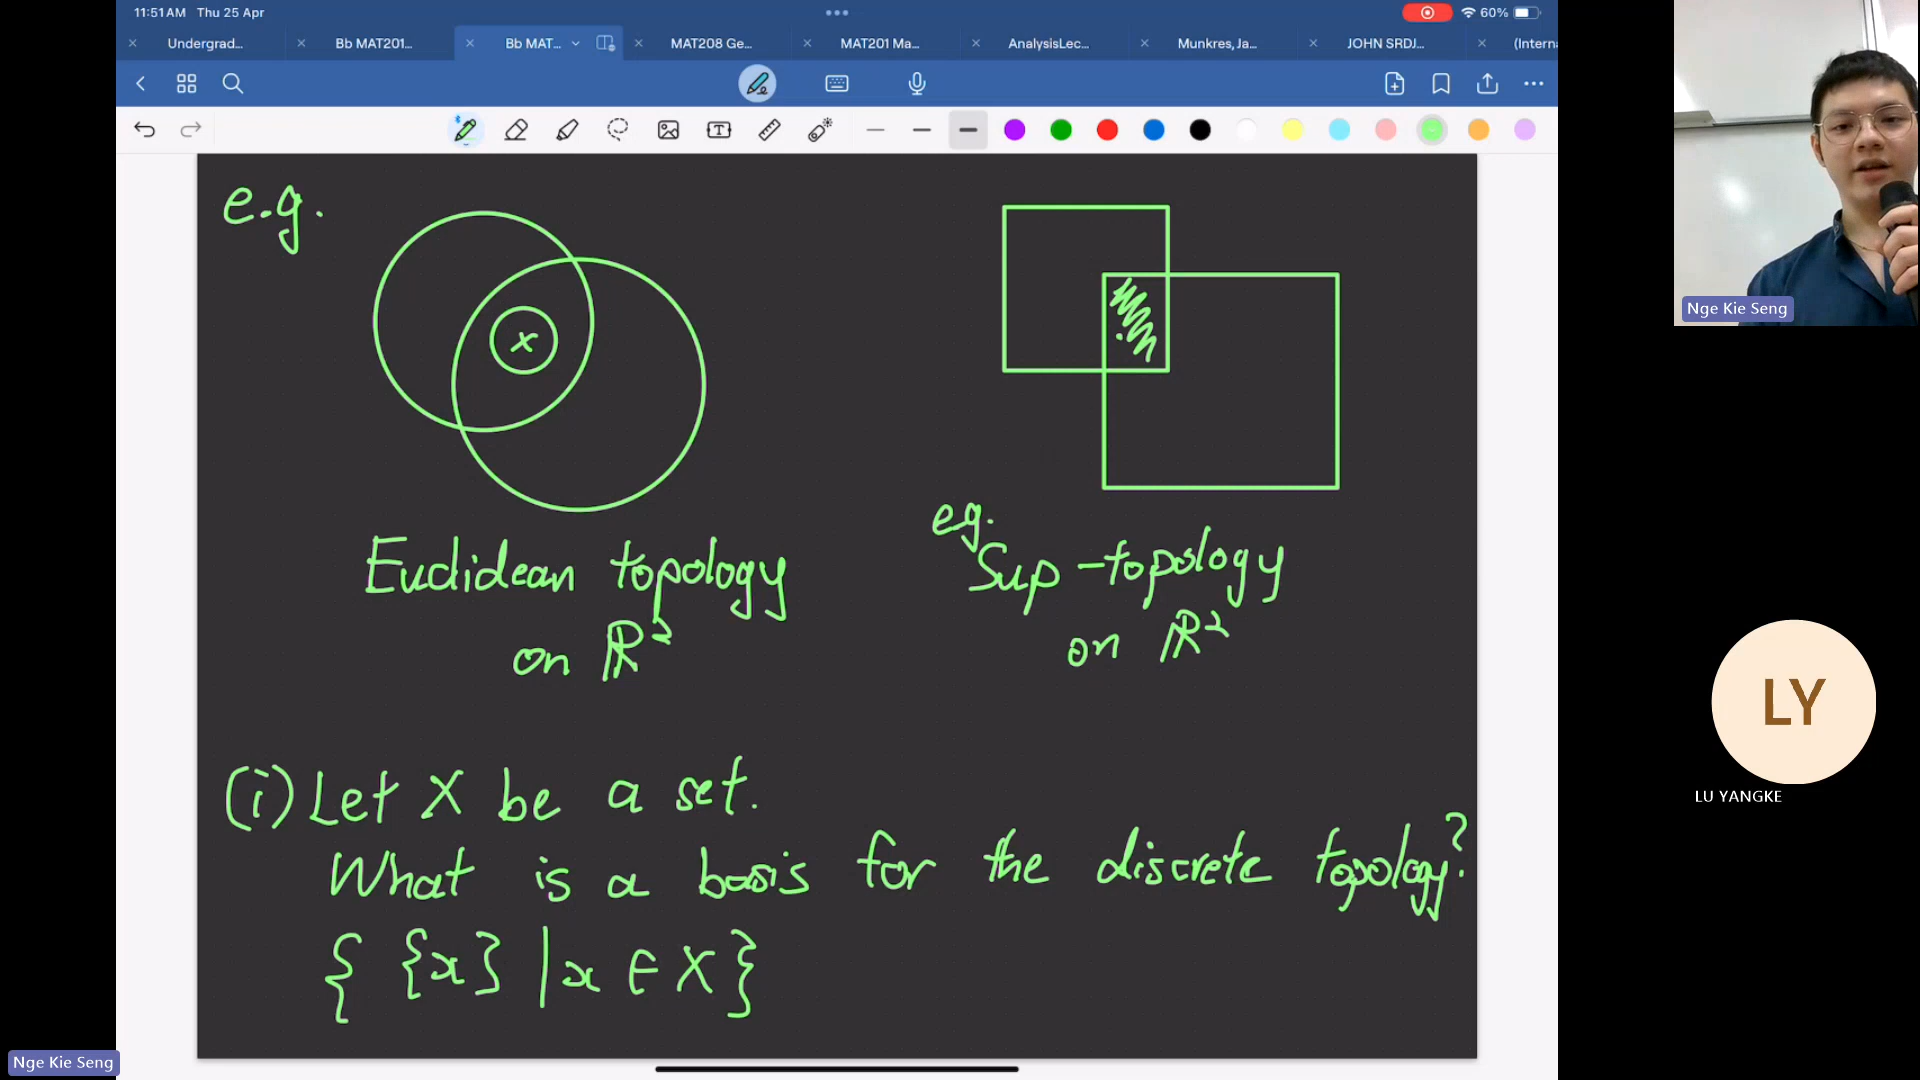 11:51AM Thu 25 Apr
60%
Undergrad...
Bb MAT201...
Bb MAT...
MAT208 Ge...
MAT201 Ma...
AnalysisLec...
Munkres, Ja...
JOHN SRDJ...
(Intern
e.g.
x
Euclidean topology
on ℝ²
e.g.
Sup-topology
on ℝ²
(i) Let X be a set.
What is a basis for the discrete topology?
{ {x} | x ∈ X }
Nge Kie Seng
LY
LU YANGKE
Nge Kie Seng